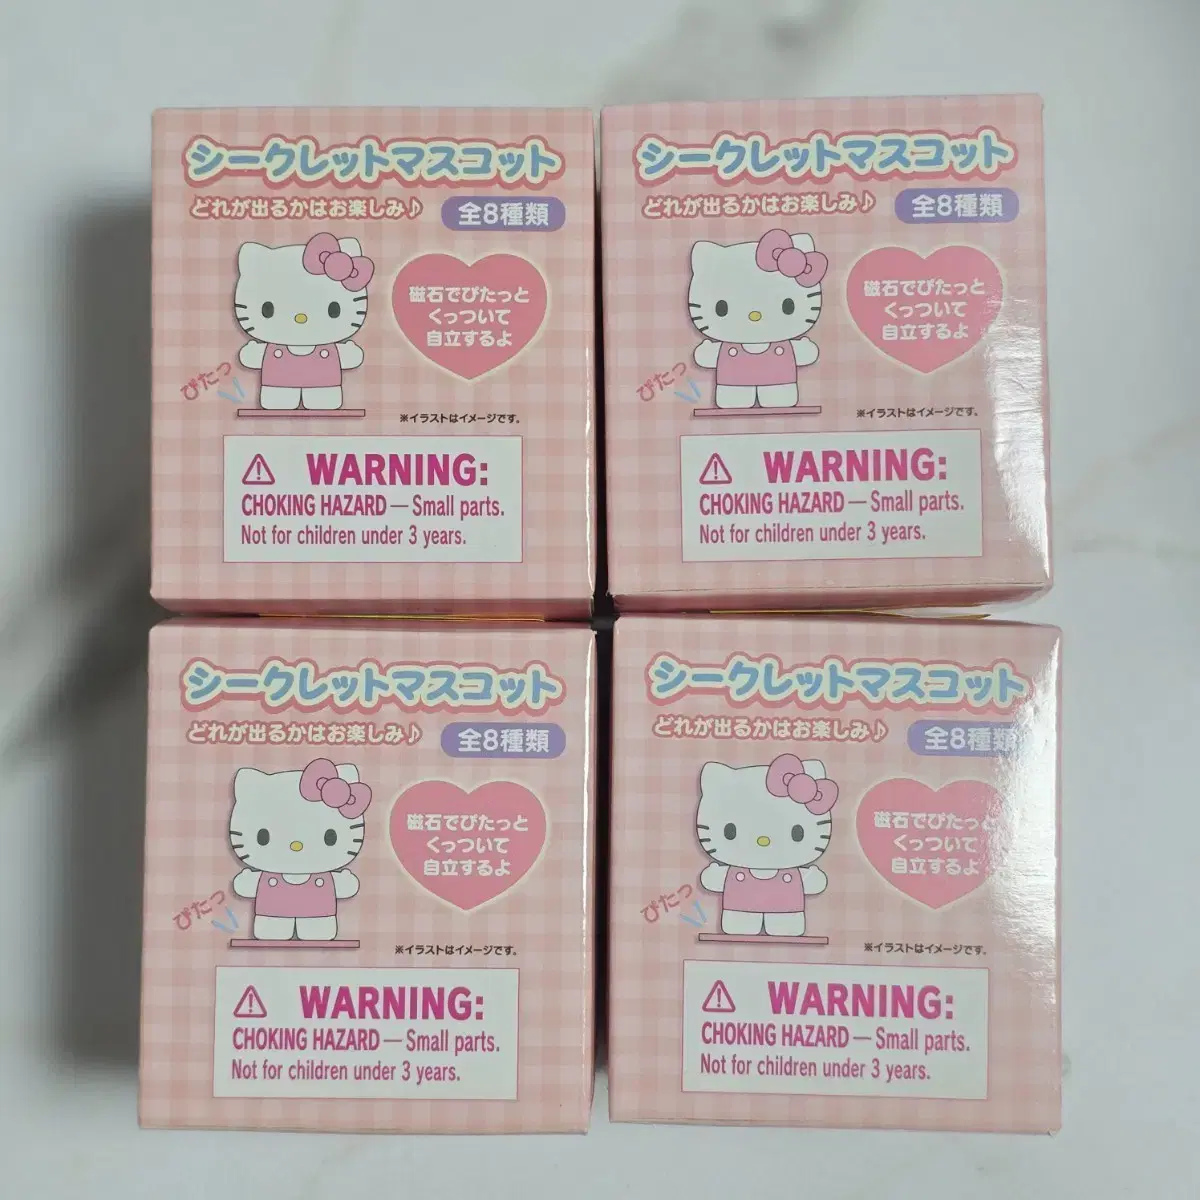 シークレットマスコット
どれが出るかはお楽しみ♪ 全8種類
磁石でぴたっと
くっついて
自立するよ
ぴたっ
※イラストはイメージです。
WARNING:
CHOKING HAZARD — Small parts.
Not for children under 3 years.
シークレットマスコット
どれが出るかはお楽しみ♪ 全8種類
磁石でぴたっと
くっついて
自立するよ
ぴたっ
※イラストはイメージです。
WARNING:
CHOKING HAZARD — Small parts.
Not for children under 3 years.
シークレットマスコット
どれが出るかはお楽しみ♪ 全8種類
磁石でぴたっと
くっついて
自立するよ
ぴたっ
※イラストはイメージです。
WARNING:
CHOKING HAZARD — Small parts.
Not for children under 3 years.
シークレットマスコット
どれが出るかはお楽しみ♪ 全8種類
磁石でぴたっと
くっついて
自立するよ
ぴたっ
※イラストはイメージです。
WARNING:
CHOKING HAZARD — Small parts.
Not for children under 3 years.